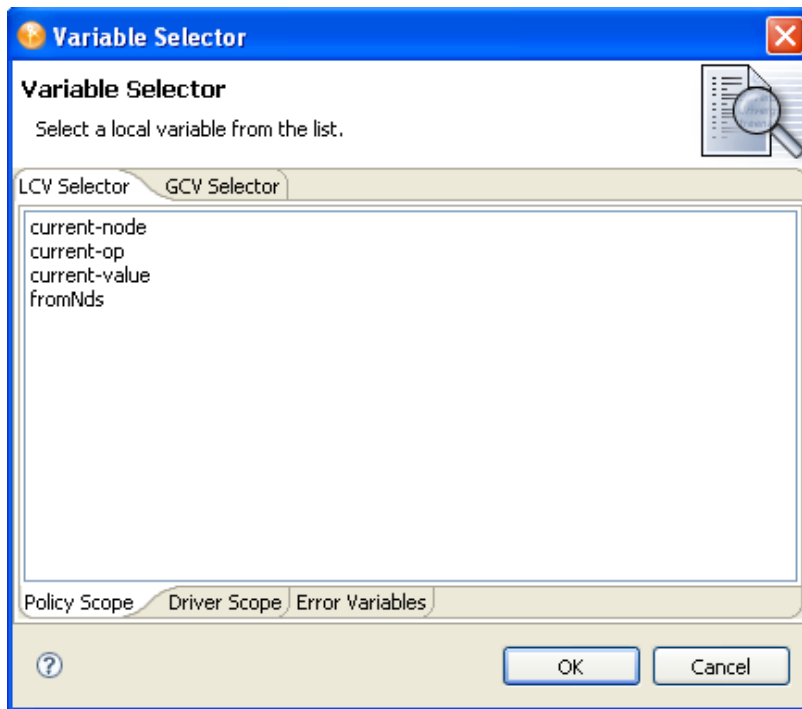 Variable Selector
Variable Selector
Select a local variable from the list.
LCV Selector GCV Selector
current-node
current-op
current-value
fromNds
Policy Scope Driver Scope Error Variables
? OK Cancel